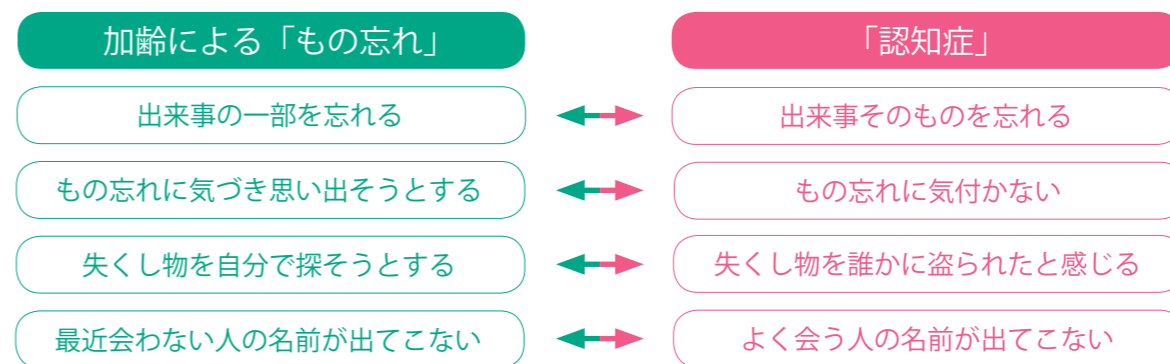 加齢による「もの忘れ」
「認知症」
出来事の一部を忘れる
出来事そのものを忘れる
もの忘れに気づき思い出そうとする
もの忘れに気付かない
失くし物を自分で探そうとする
失くし物を誰かに盗られたと感じる
最近会わない人の名前が出てこない
よく会う人の名前が出てこない